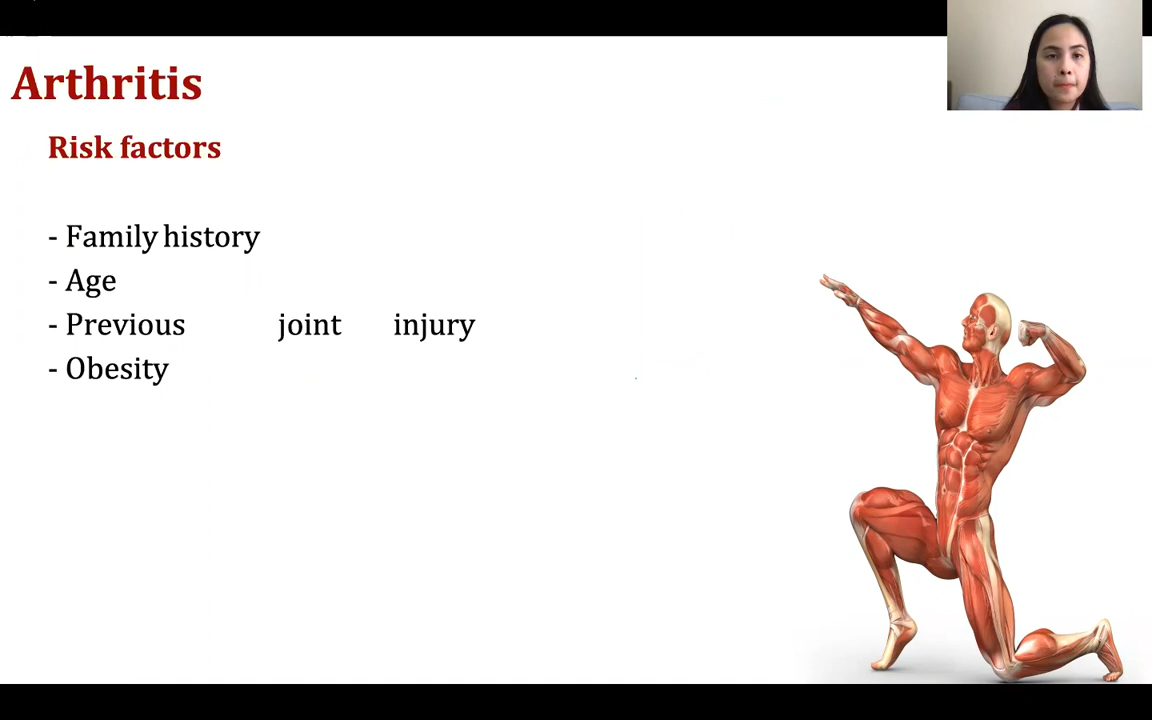 Arthritis
Risk factors
- Family history
- Age
- Previous joint injury
- Obesity